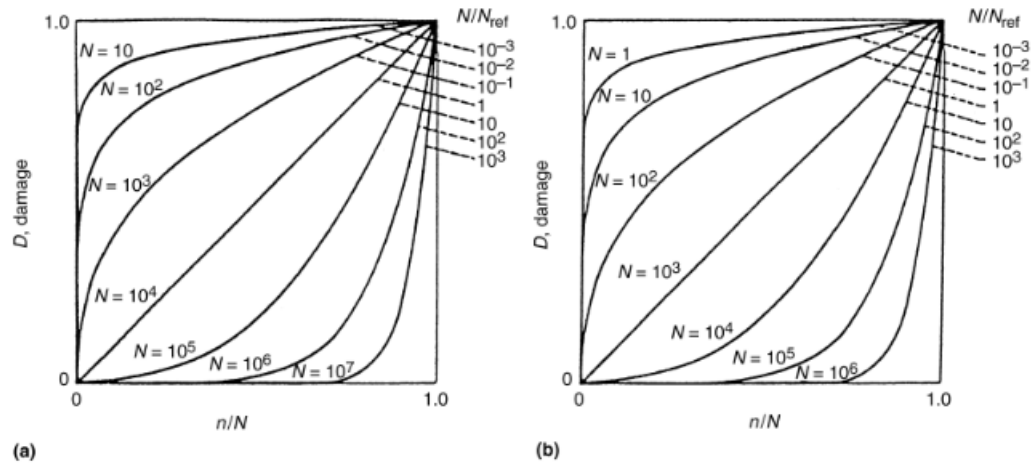 1.0
D, damage
0
0
1.0
n/N
N = 10
N = 10²
N = 10³
N = 10⁴
N = 10⁵
N = 10⁶
N = 10⁷
N/Nref
10–3
10–2
10–1
1
10
10²
10³
(a)
1.0
D, damage
0
0
1.0
n/N
N = 1
N = 10
N = 10²
N = 10³
N = 10⁴
N = 10⁵
N = 10⁶
N/Nref
10–3
10–2
10–1
1
10
10²
10³
(b)